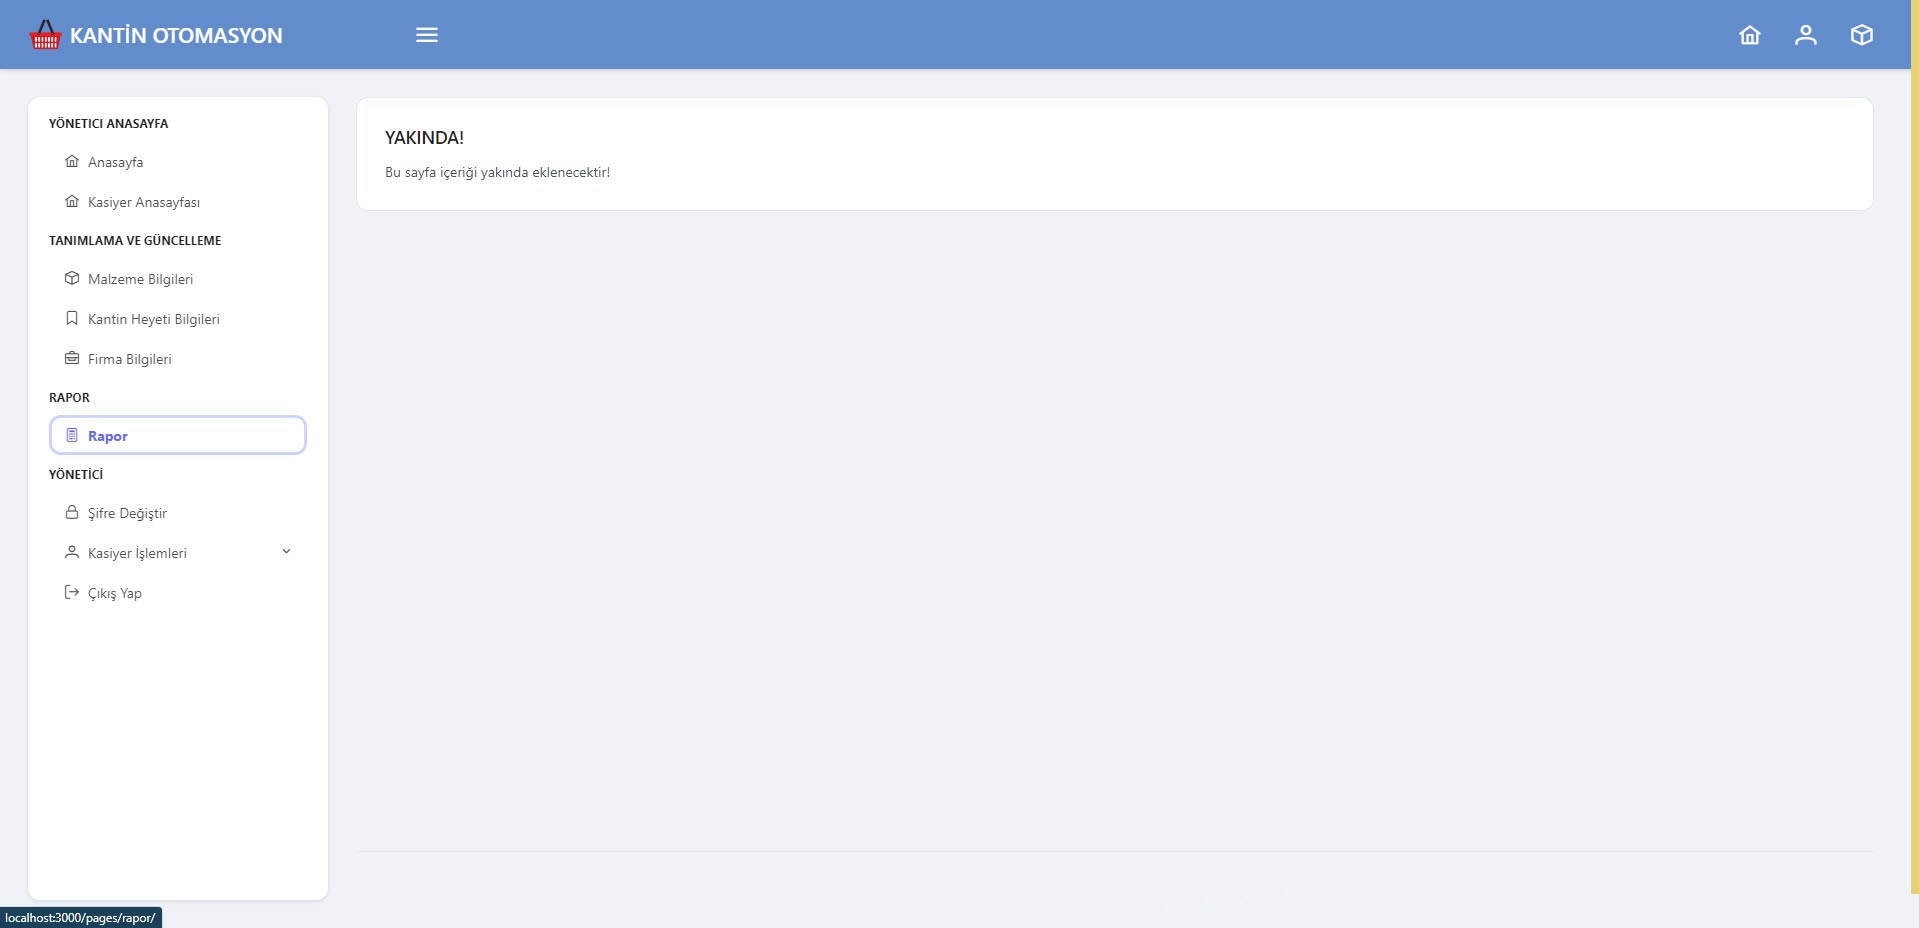 KANTİN OTOMASYON
YÖNETICI ANASAYFA
Anasayfa
Kasiyer Anasayfası
TANIMLAMA VE GÜNCELLEME
Malzeme Bilgileri
Kantin Heyeti Bilgileri
Firma Bilgileri
RAPOR
Rapor
YÖNETİCİ
Şifre Değiştir
Kasiyer İşlemleri
Çıkış Yap
YAKINDA!
Bu sayfa içeriği yakında eklenecektir!
localhost:3000/pages/rapor/